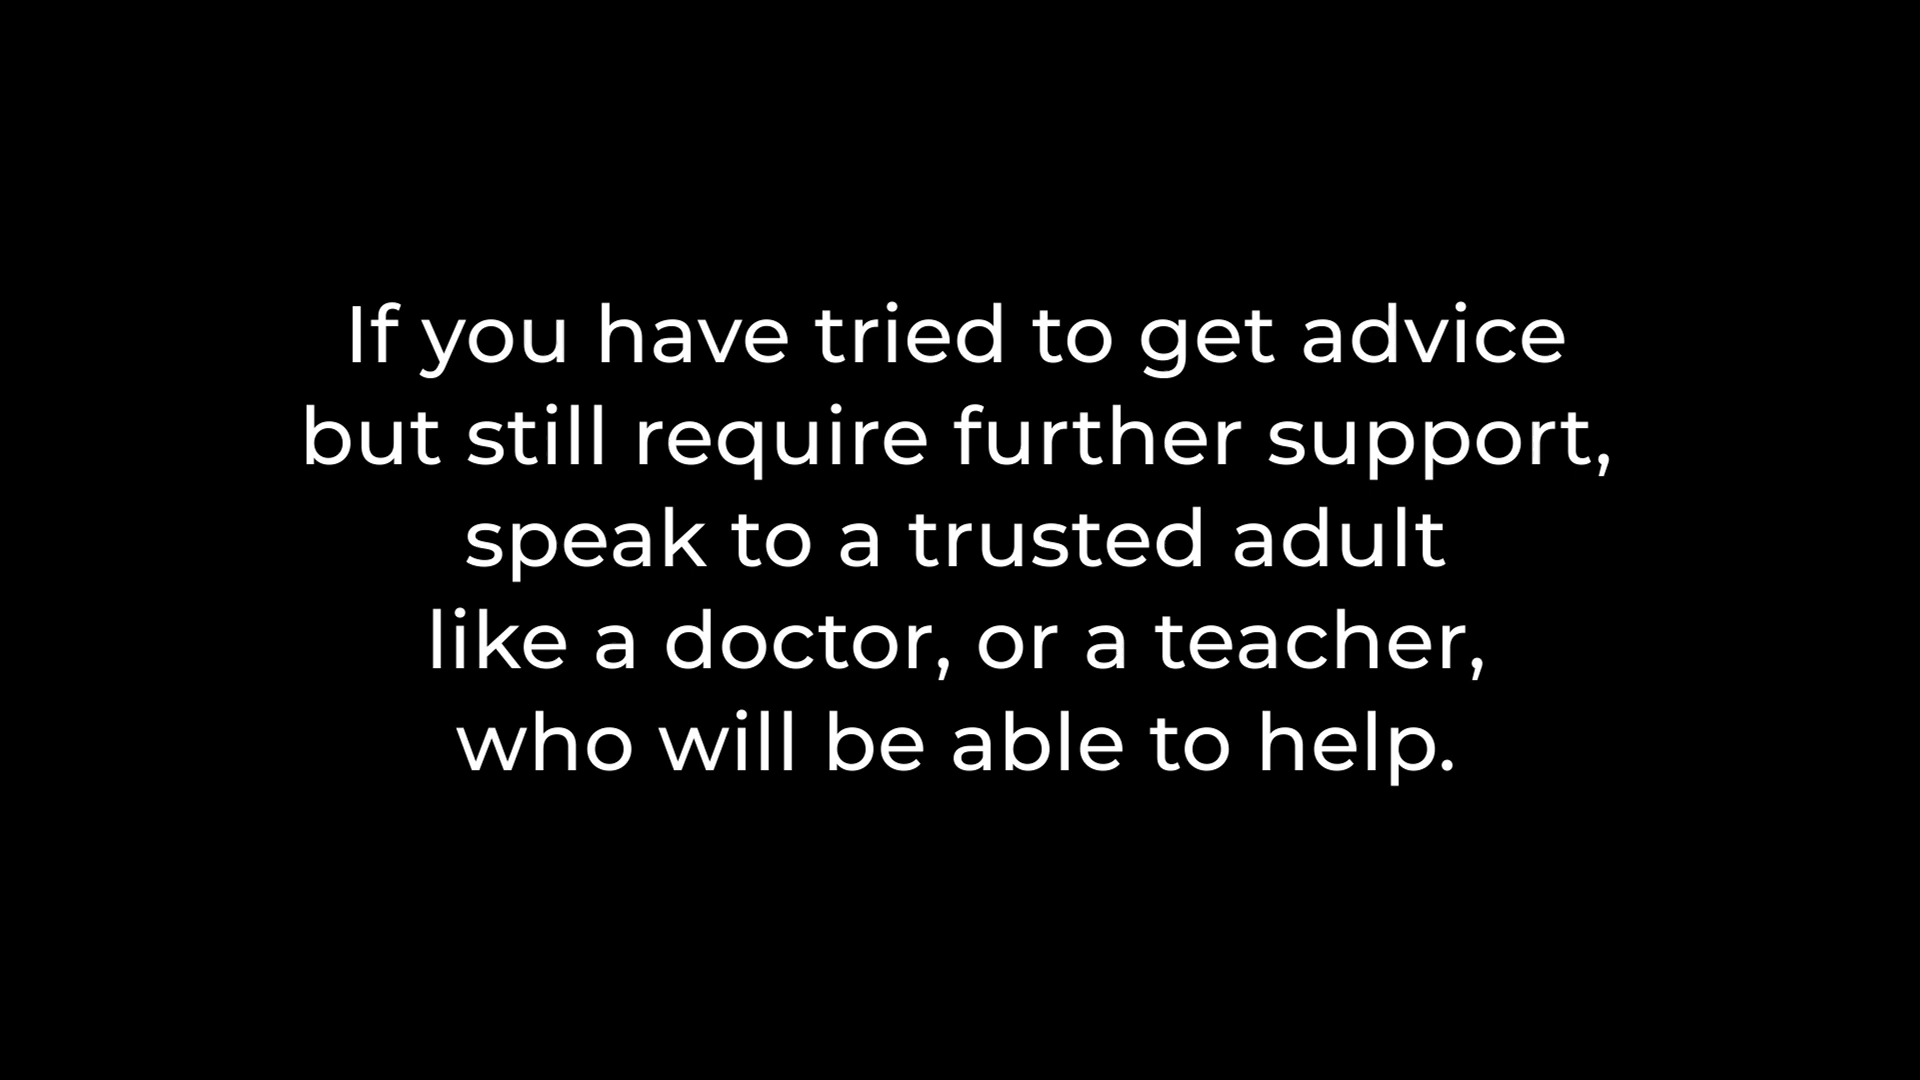 If you have tried to get advice
but still require further support,
speak to a trusted adult
like a doctor, or a teacher,
who will be able to help.